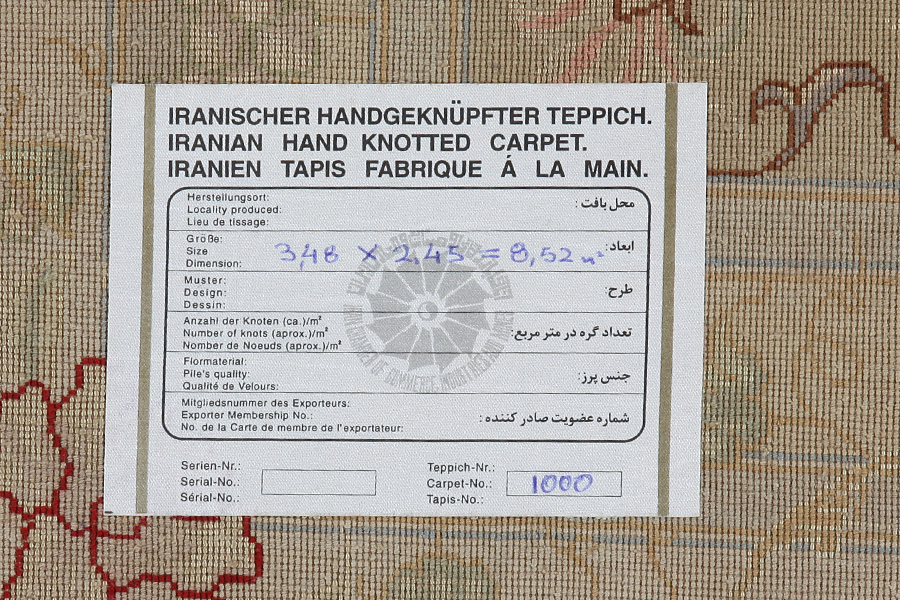 IRANISCHER HANDGEKNÜPFTER TEPPICH.
IRANIAN HAND KNOTTED CARPET.
IRANIEN TAPIS FABRIQUE Á LA MAIN.
Herstellungsort:
Locality produced:
Lieu de tissage:
محل بافت :
Größe:
Size
Dimension:
3,48 × 2,45 = 8,52 m²
ابعاد:
Muster:
Design:
Dessin:
طرح:
Anzahl der Knoten (ca.)/m²
Number of knots (aprox.)/m²
Nomber de Noeuds (aprox.)/m²
تعداد گره در متر مربع:
Flormaterial:
Pile's quality:
Qualité de Velours:
جنس پرز:
Mitgliedsnummer des Exporteurs:
Exporter Membership No.:
No. de la Carte de membre de l'exportateur:
شماره عضویت صادر کننده :
Serien-Nr.:
Serial-No.:
Sérial-No.:
Teppich-Nr.:
Carpet-No.:
Tapis-No.:
1000